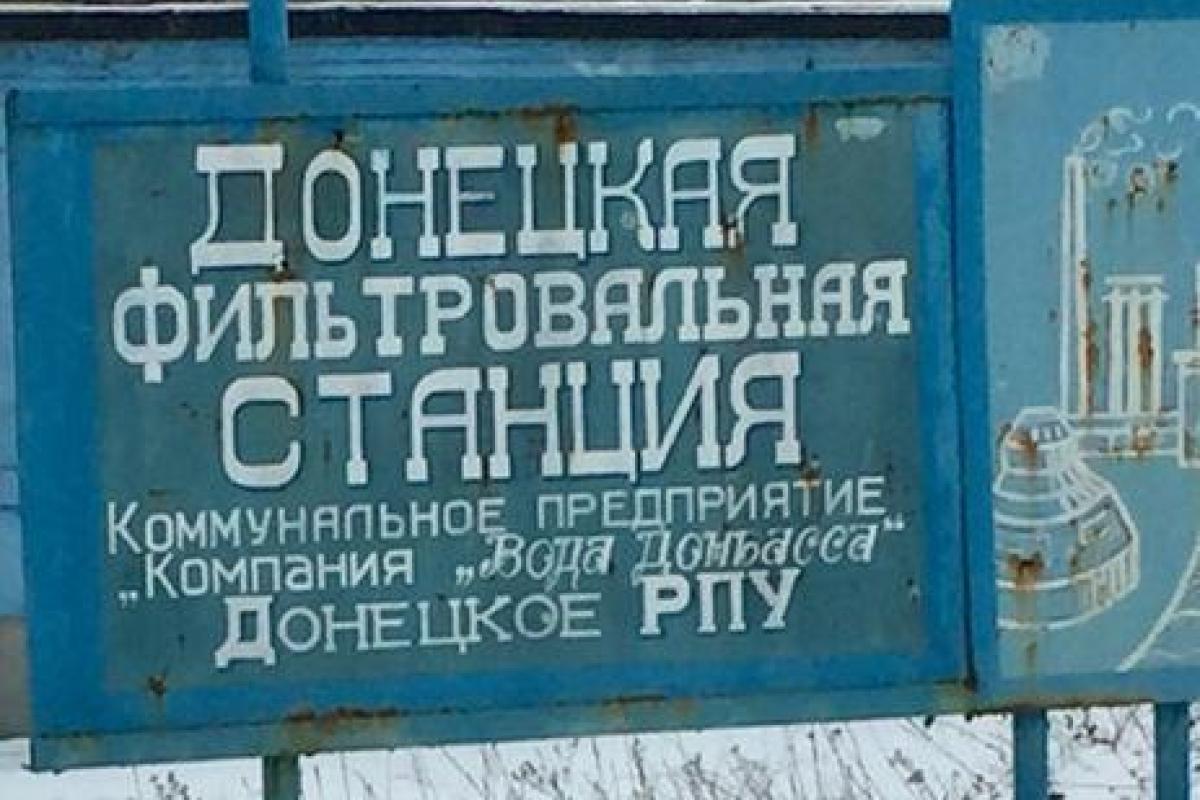 ДОНЕЦКАЯ
ФИЛЬТРОВАЛЬНАЯ
СТАНЦИЯ
КОММУНАЛЬНОЕ ПРЕДПРИЯТИЕ
„Компания „Вода Донбасса“
ДОНЕЦКОЕ РПУ